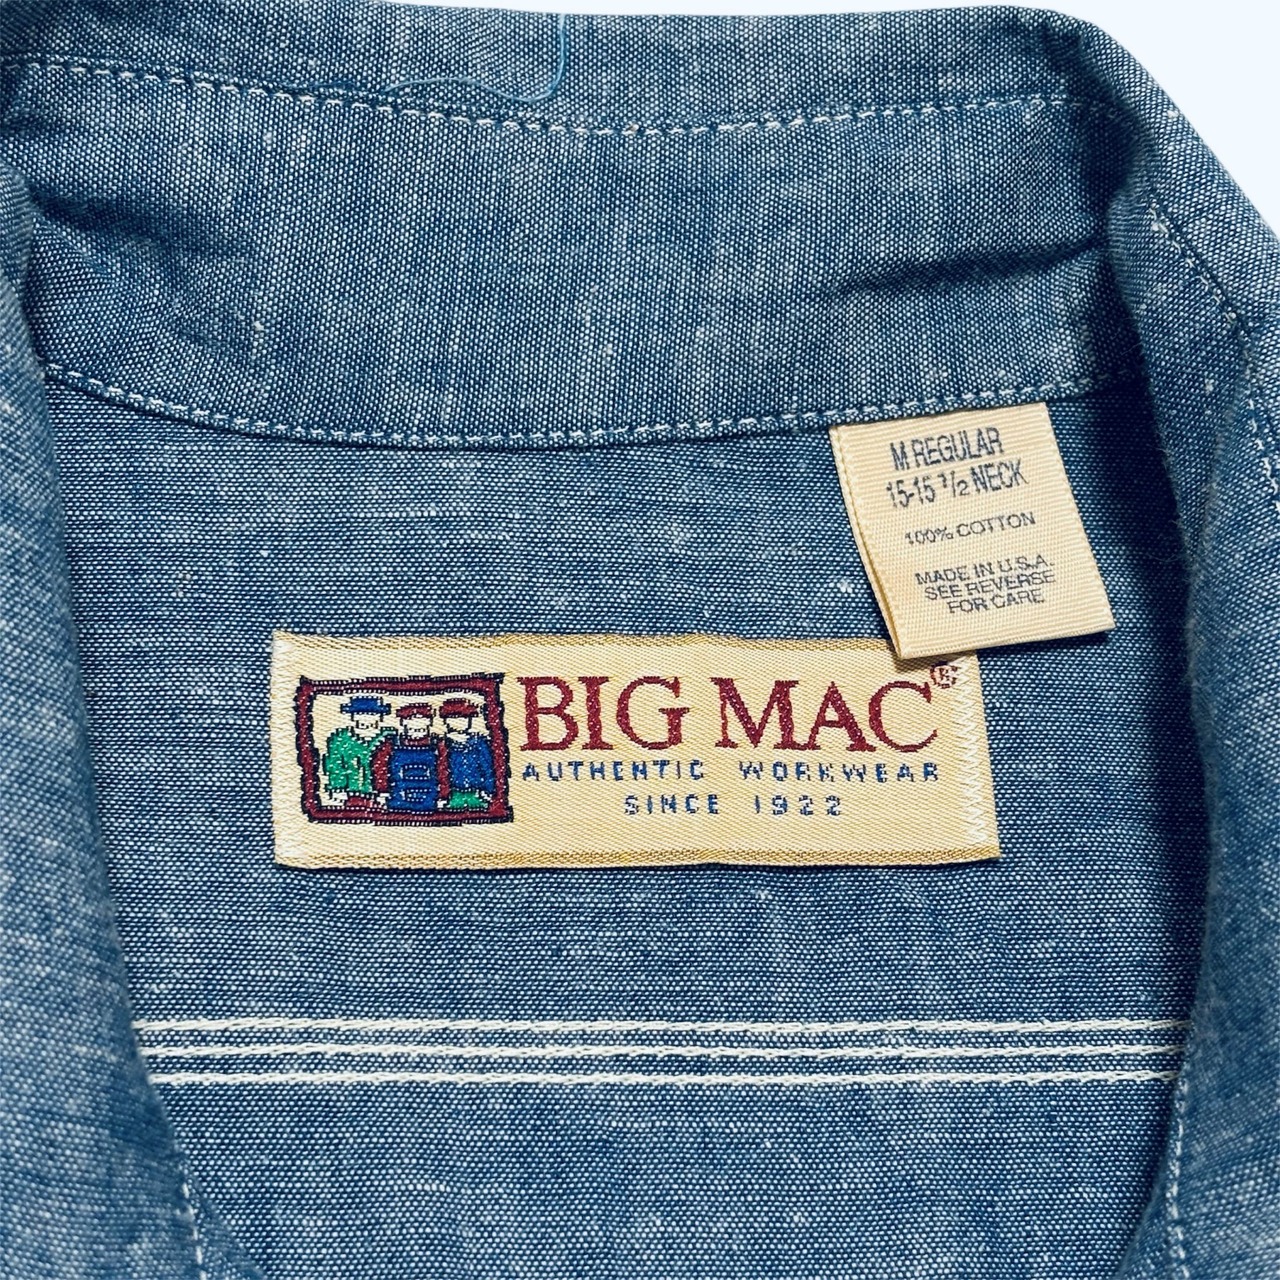 M REGULAR
15-15 1/2 NECK
100% COTTON
MADE IN U.S.A.
SEE REVERSE
FOR CARE
BIG MAC®
AUTHENTIC WORKWEAR
SINCE 1922